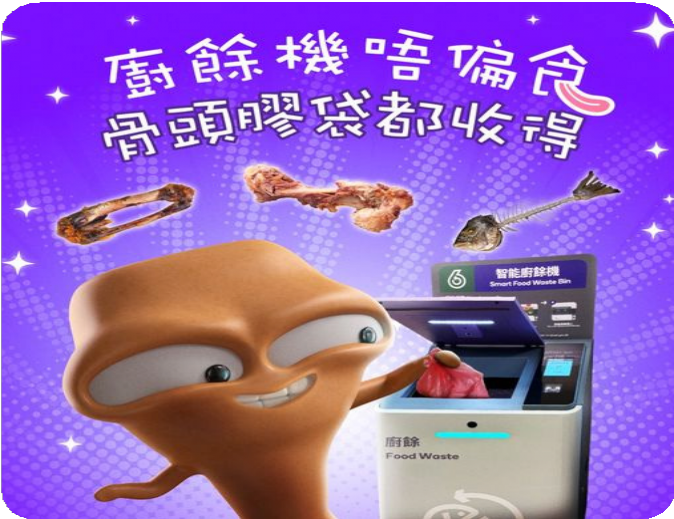 廚餘機唔偏食
骨頭膠袋都收得
6
智能廚餘機
Smart Food Waste Bin
廚餘
Food Waste